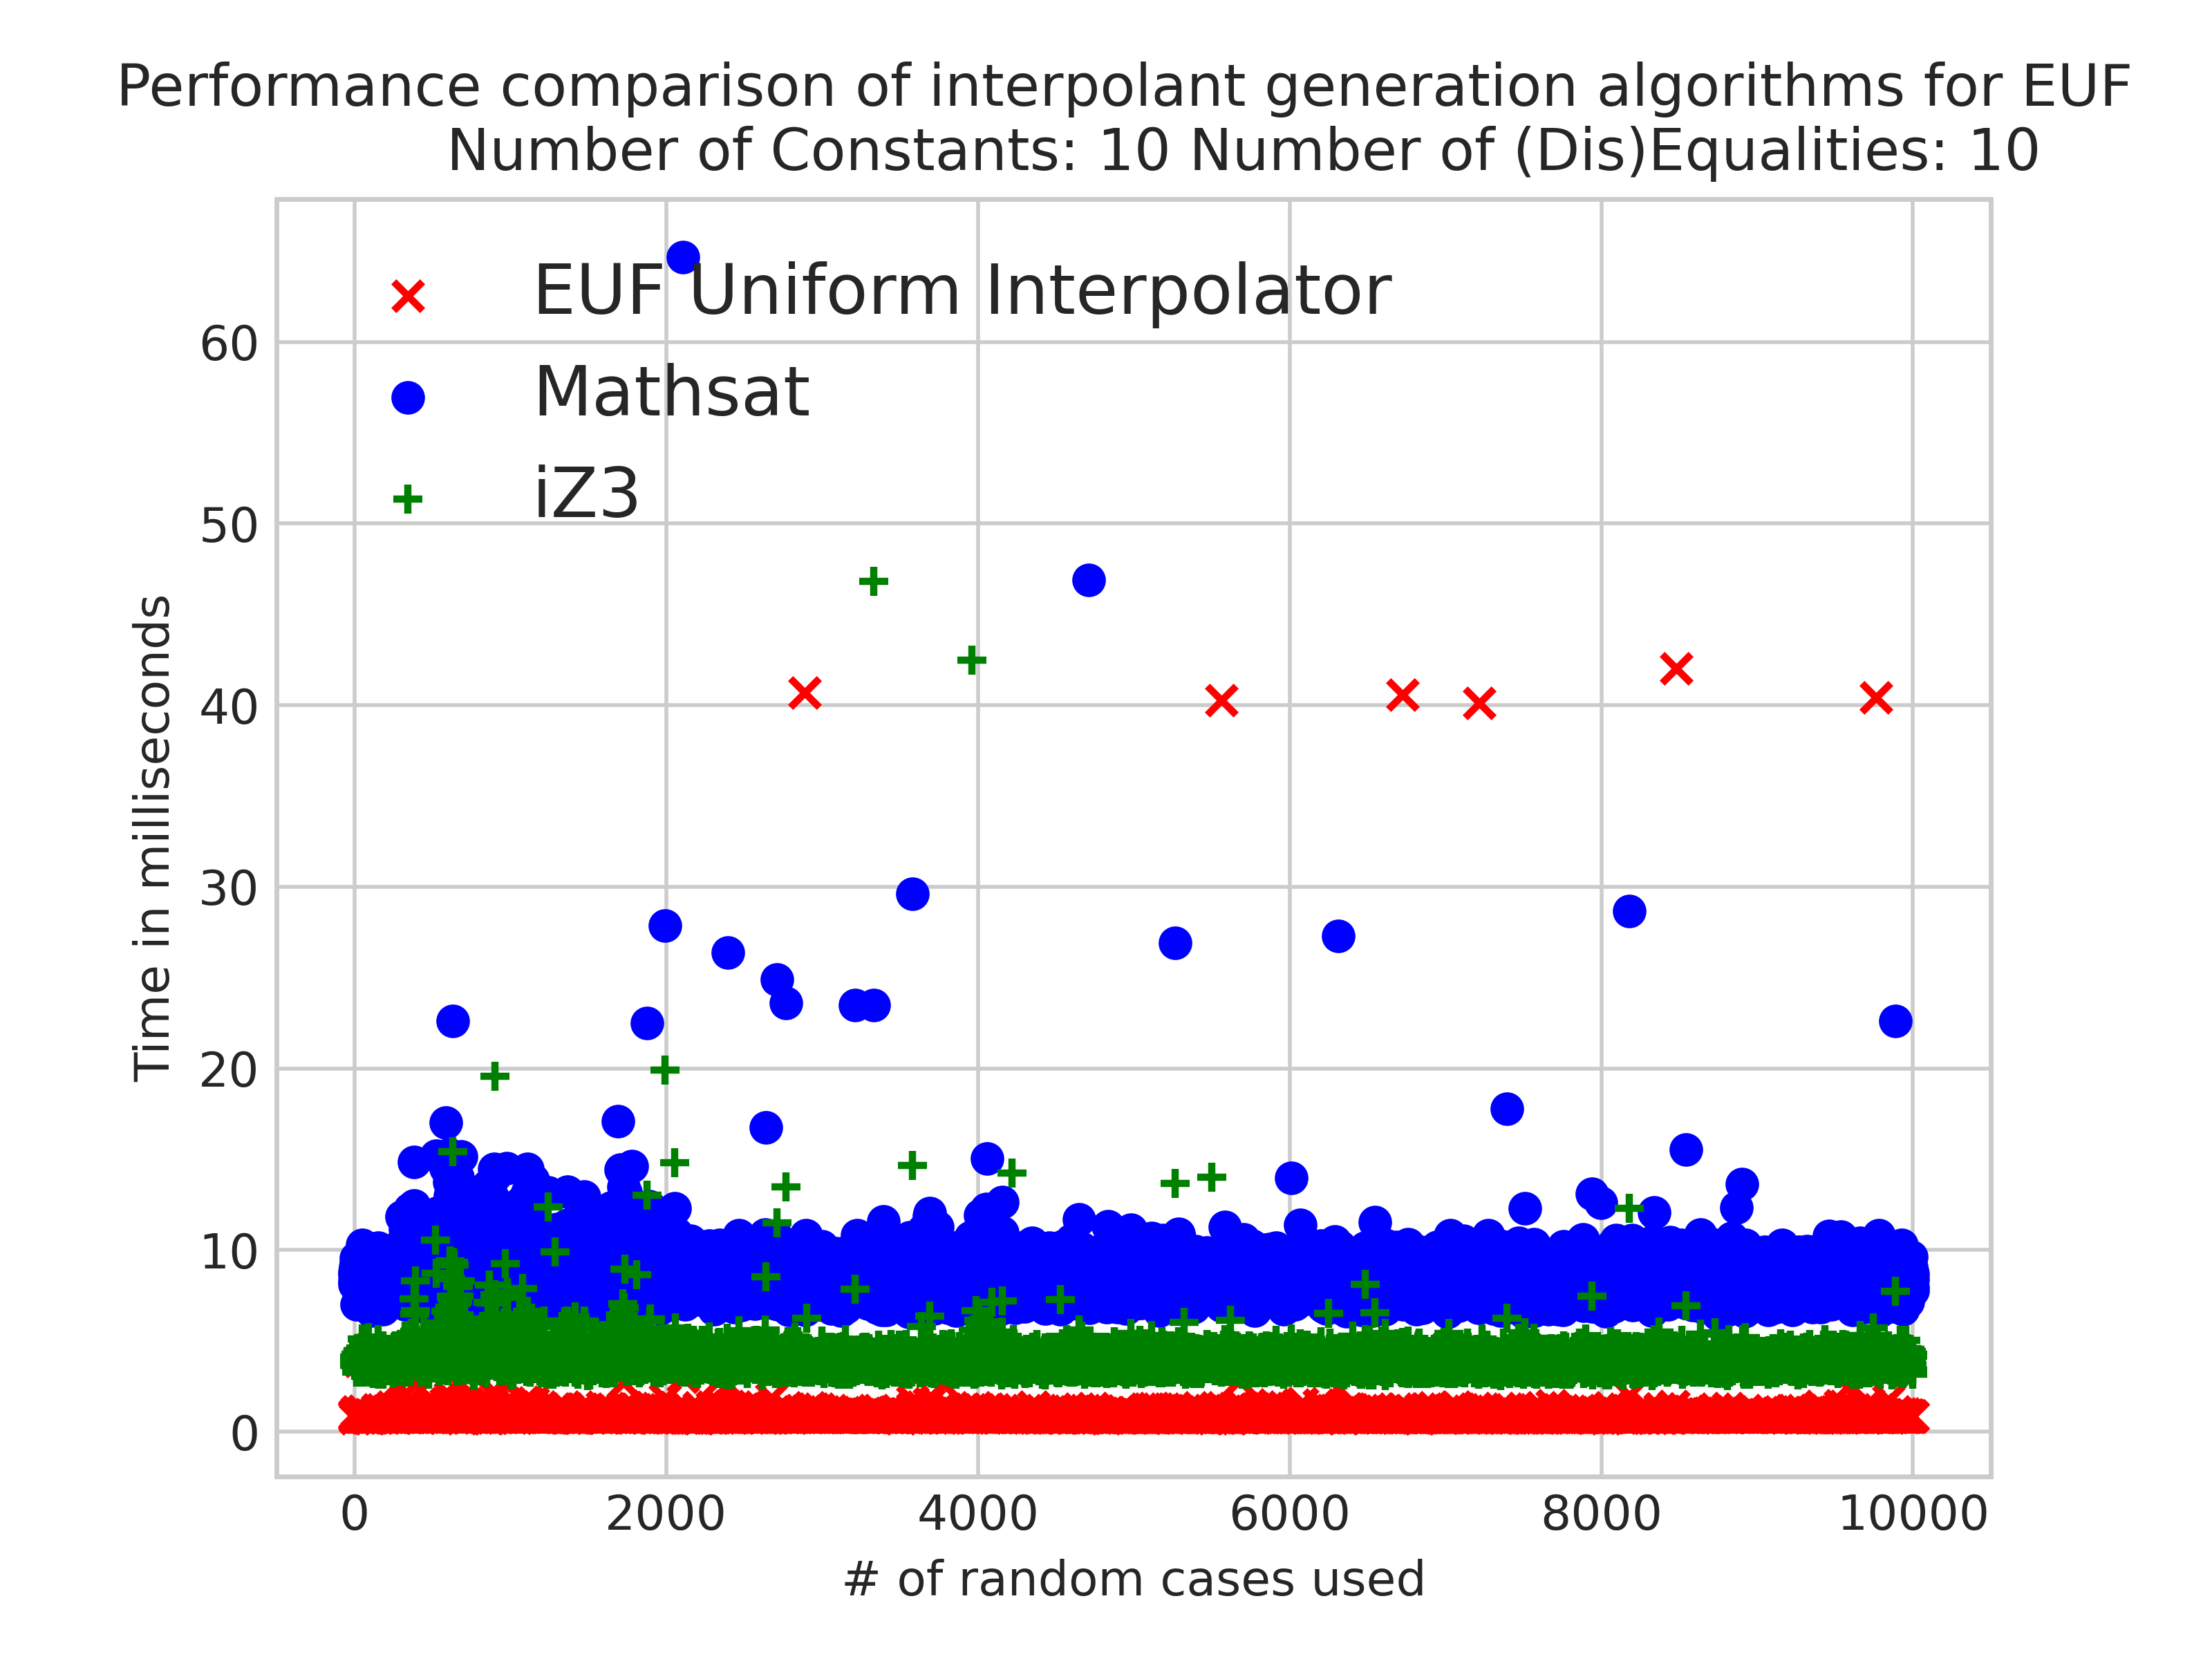 Performance comparison of interpolant generation algorithms for EUF
Number of Constants: 10 Number of (Dis)Equalities: 10
EUF Uniform Interpolator
Mathsat
iZ3
60
50
40
30
20
10
0
Time in milliseconds
0 2000 4000 6000 8000 10000
# of random cases used